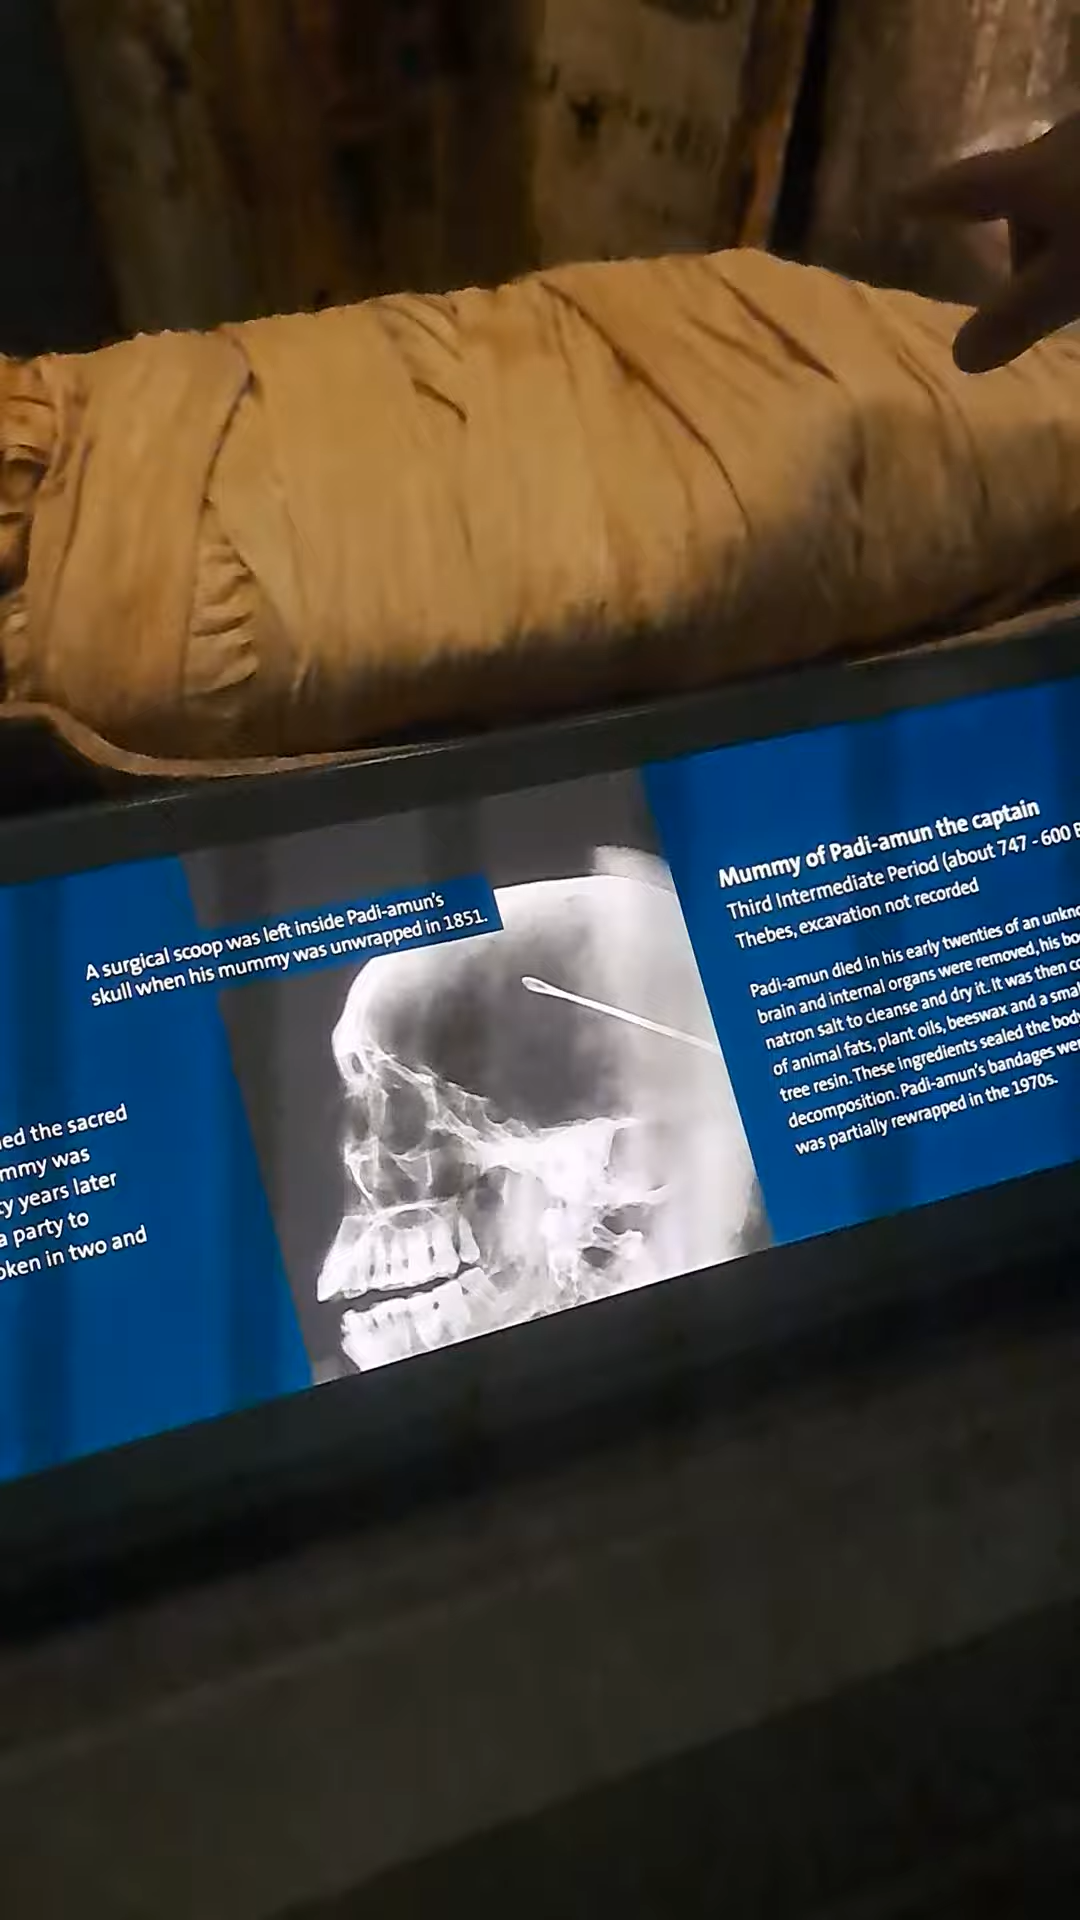 A surgical scoop was left inside Padi-amun's
skull when his mummy was unwrapped in 1851.
the sacred
mmy was
years later
a party to
in two and
Mummy of Padi-amun the captain
Third Intermediate Period (about 747 - 600 B
Thebes, excavation not recorded
Padi-amun died in his early twenties of an
brain and internal organs were removed, his
natron salt to cleanse and dry it. It was then
of animal fats, plant oils, beeswax and a
tree resin. These ingredients sealed the body
decomposition. Padi-amun's bandages
was partially rewrapped in the 1970s.